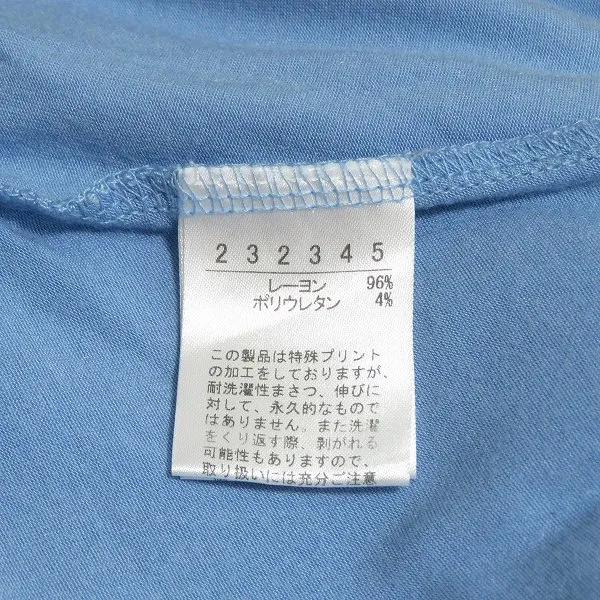 232345
レーヨン 96%
ポリウレタン 4%
この製品は特殊プリント
の加工をしておりますが、
耐洗濯性まさつ、伸びに
対して、永久的なもので
はありません。また洗濯
をくり返す際、剥がれる
可能性もありますので、
取り扱いには充分ご注意